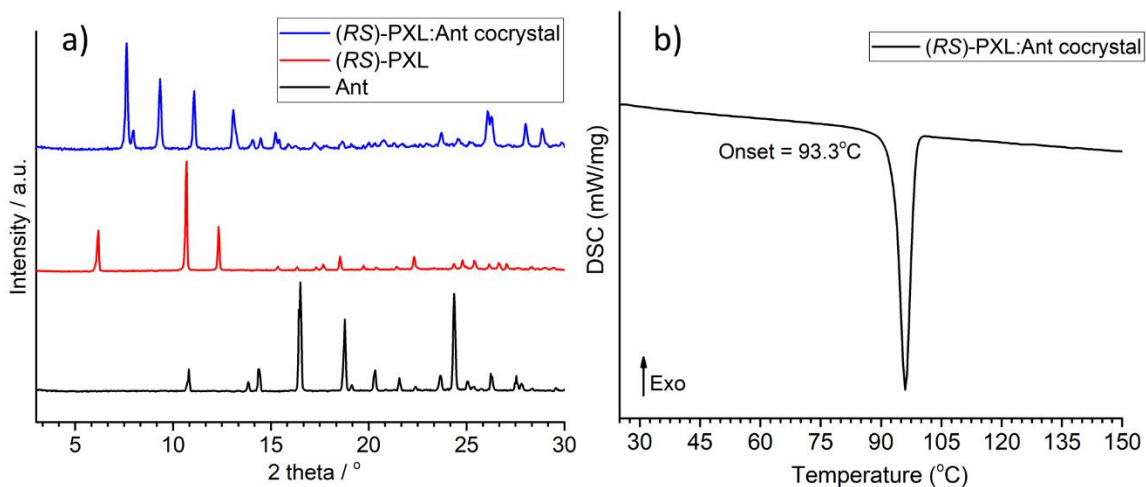 a)
(RS)-PXL:Ant cocrystal
(RS)-PXL
Ant
Intensity / a.u.
5 10 15 20 25 30
2 theta / °
b)
(RS)-PXL:Ant cocrystal
Onset = 93.3°C
DSC (mW/mg)
Exo
30 45 60 75 90 105 120 135 150
Temperature (°C)